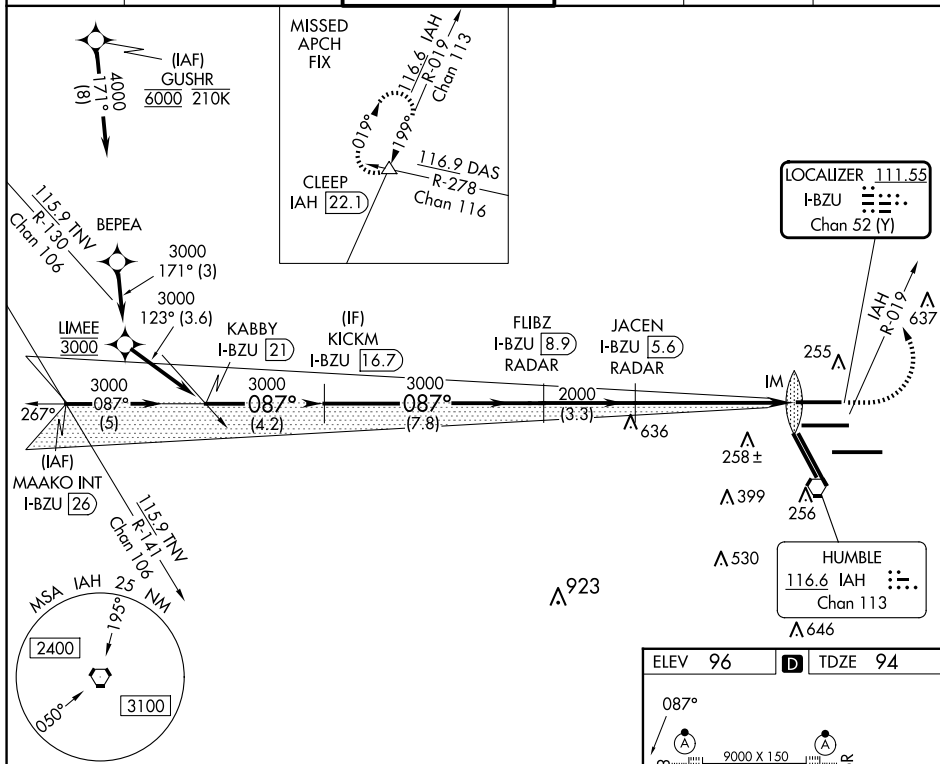 (IAF)
GUSHR
6000 210K
4000
171°
(8)
MISSED
APCH
FIX
116.6 IAH
R-019
Chan 113
019°
199°
CLEEP
IAH 22.1
116.9 DAS
R-278
Chan 116
LOCALIZER 111.55
I-BZU
Chan 52 (Y)
115.9 TNV
R-130
Chan 106
BEPEA
3000
171° (3)
3000
123° (3.6)
LIMEE
3000
KABBY
I-BZU 21
(IF)
KICKM
I-BZU 16.7
FLIBZ
I-BZU 8.9
RADAR
JACEN
I-BZU 5.6
RADAR
IAH
R-019
637
255
IM
267°
3000
087°
(5)
3000
087°
(4.2)
3000
087°
(7.8)
2000
(3.3)
636
258 ±
399
256
530
923
646
(IAF)
MAAKO INT
I-BZU 26
115.9 TNV
R-141
Chan 106
HUMBLE
116.6 IAH
Chan 113
MSA IAH 25 NM
195°
2400
050°
3100
ELEV 96 D TDZE 94
087°
A
A
9000 X 150